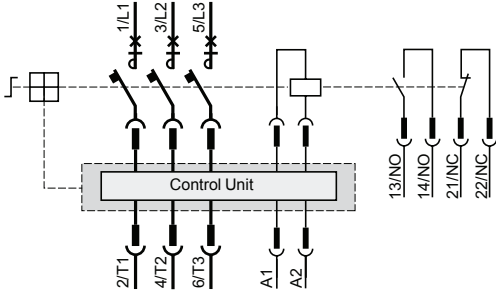 1/L1
3/L2
5/L3
13/NO
14/NO
21/NC
22/NC
Control Unit
2/T1
4/T2
6/T3
A1
A2